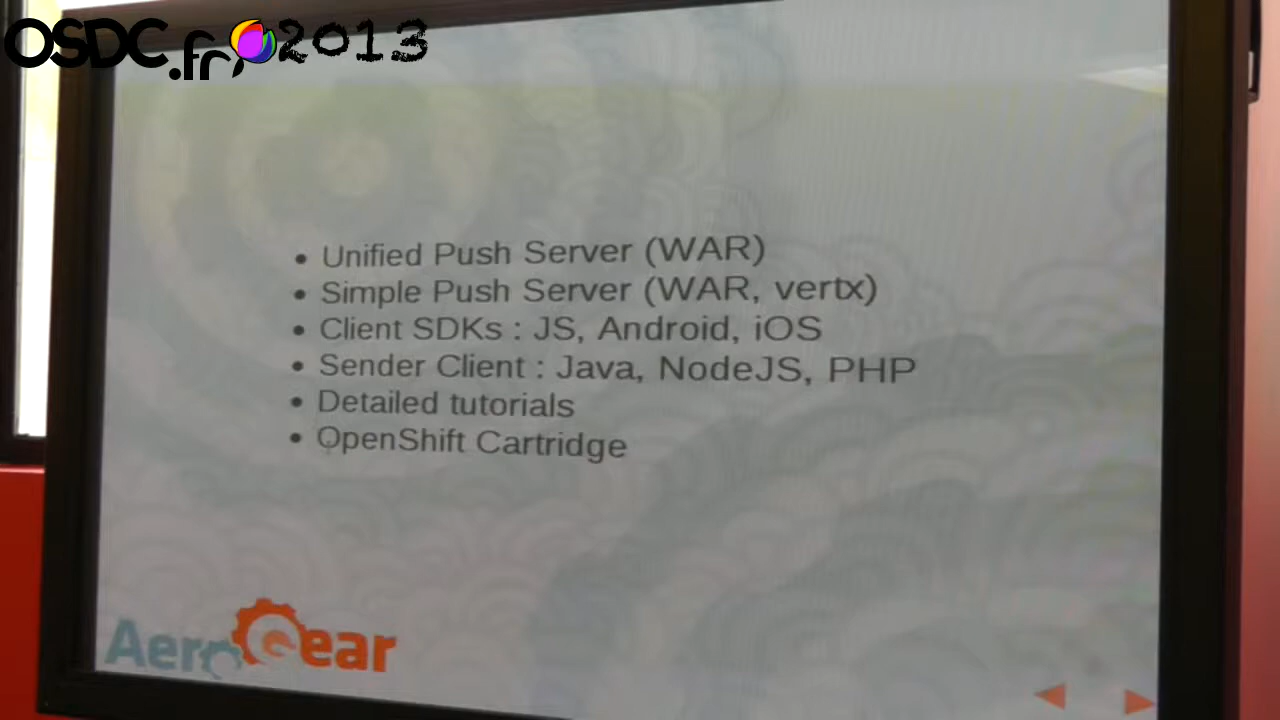 OSDC.fr 2013
Unified Push Server (WAR)
Simple Push Server (WAR, vertx)
Client SDKs : JS, Android, iOS
Sender Client : Java, NodeJS, PHP
Detailed tutorials
OpenShift Cartridge
AeroGear